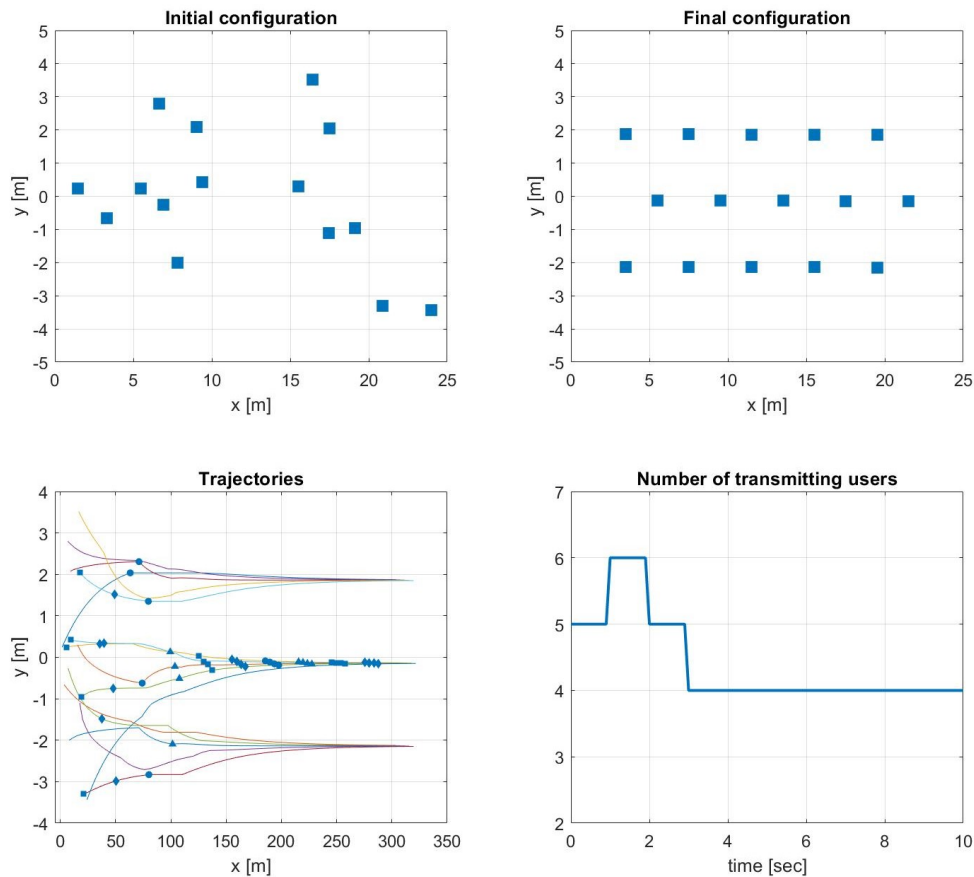 Initial configuration
5
4
3
2
1
0
-1
-2
-3
-4
-5
y [m]
0 5 10 15 20 25
x [m]
Final configuration
5
4
3
2
1
0
-1
-2
-3
-4
-5
y [m]
0 5 10 15 20 25
x [m]
Trajectories
4
3
2
1
0
-1
-2
-3
-4
y [m]
0 50 100 150 200 250 300 350
x [m]
Number of transmitting users
7
6
5
4
3
2
0 2 4 6 8 10
time [sec]